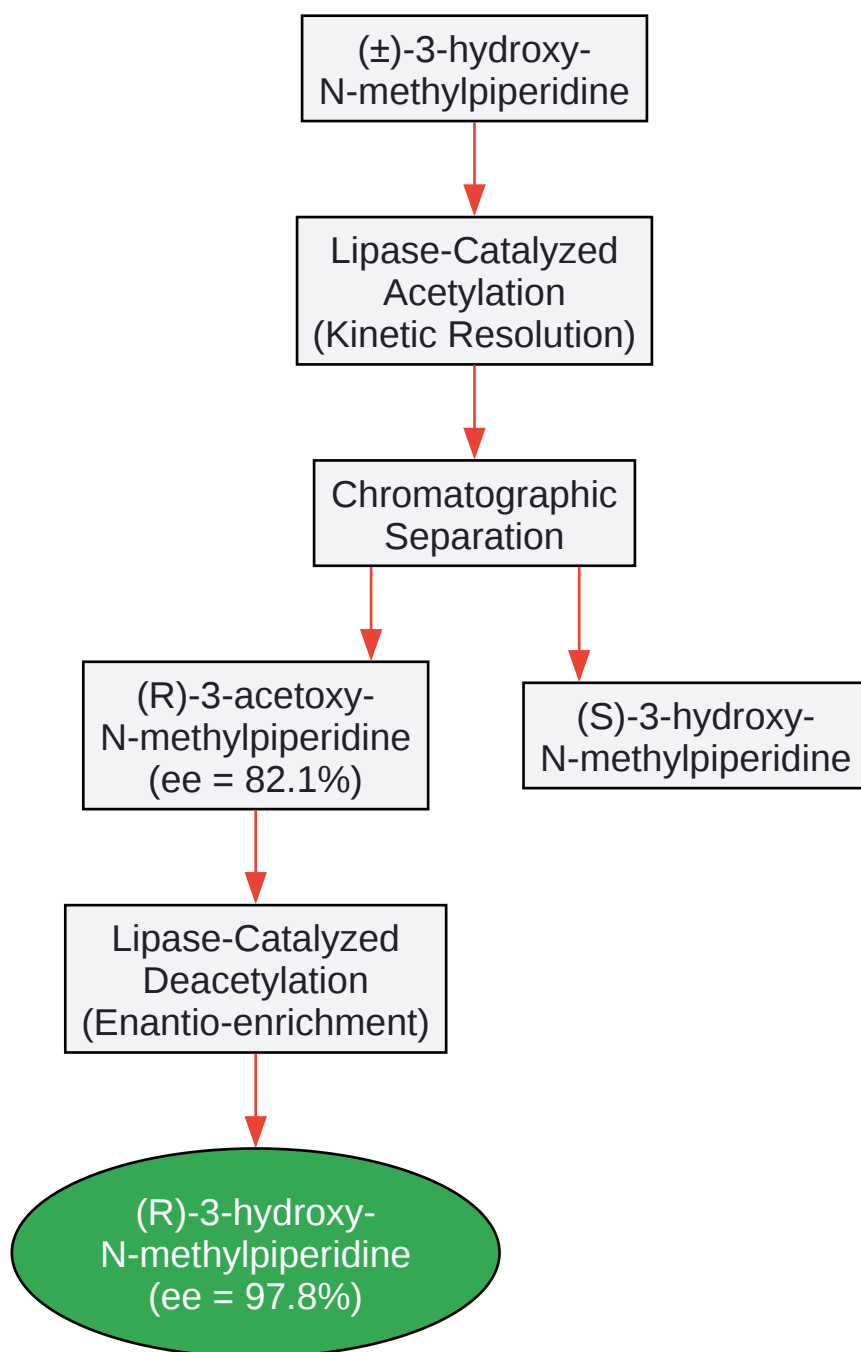 (±)-3-hydroxy-
N-methylpiperidine
Lipase-Catalyzed
Acetylation
(Kinetic Resolution)
Chromatographic
Separation
(R)-3-acetoxy-
N-methylpiperidine
(ee = 82.1%)
(S)-3-hydroxy-
N-methylpiperidine
Lipase-Catalyzed
Deacetylation
(Enantio-enrichment)
(R)-3-hydroxy-
N-methylpiperidine
(ee = 97.8%)